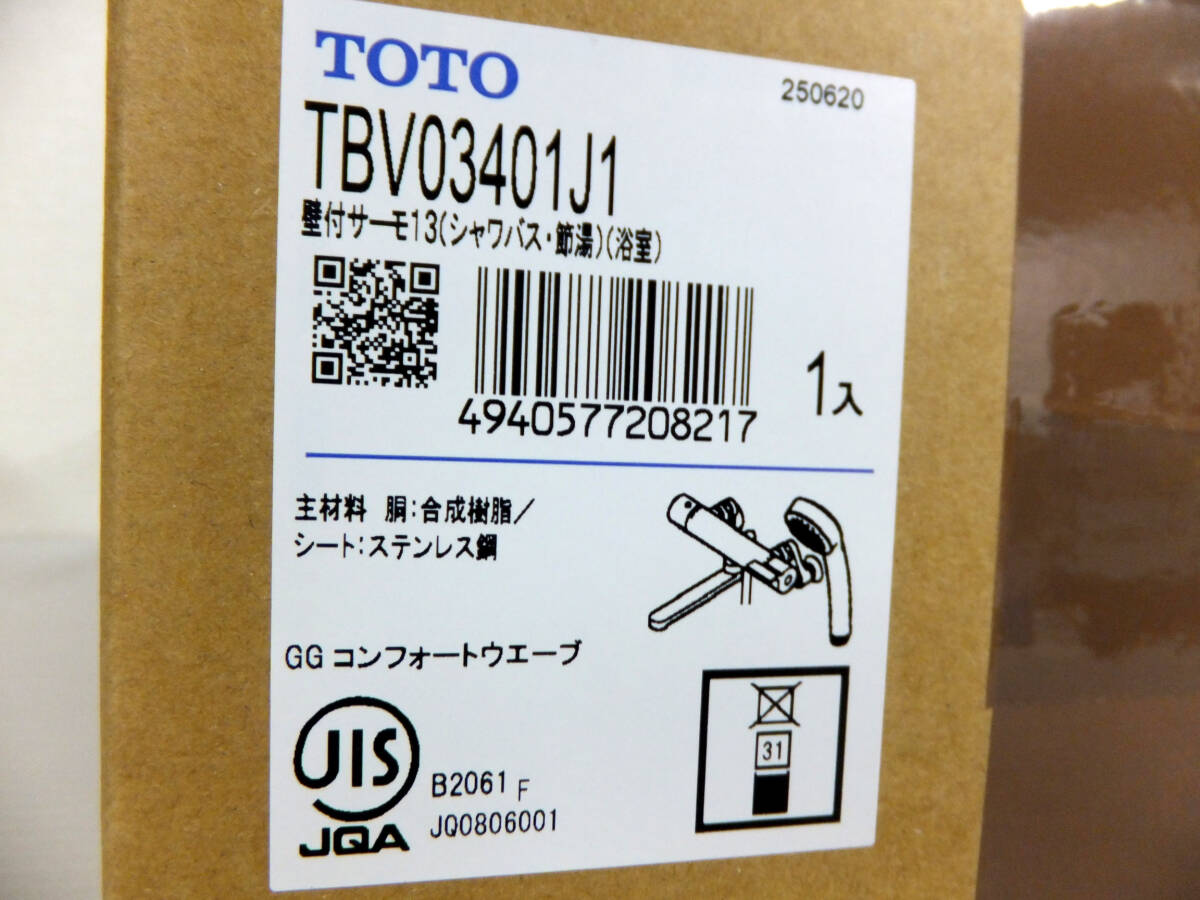 TOTO
250620
TBV03401J1
壁付サーモ13(シャワバス・節湯)(浴室)
4940577208217
1入
主材料 胴:合成樹脂/
シート:ステンレス鋼
GG コンフォートウエーブ
JIS
B2061 F
JQ0806001
JQA
31